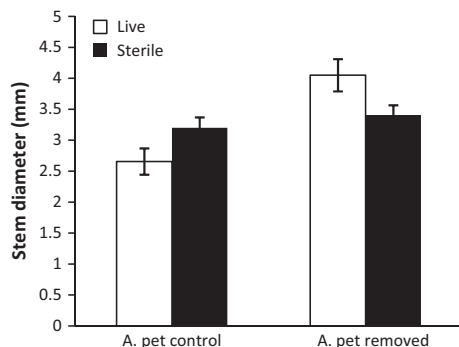 Live
Sterile
Stem diameter (mm)
5
4.5
4
3.5
3
2.5
2
1.5
1
0.5
0
A. pet control
A. pet removed